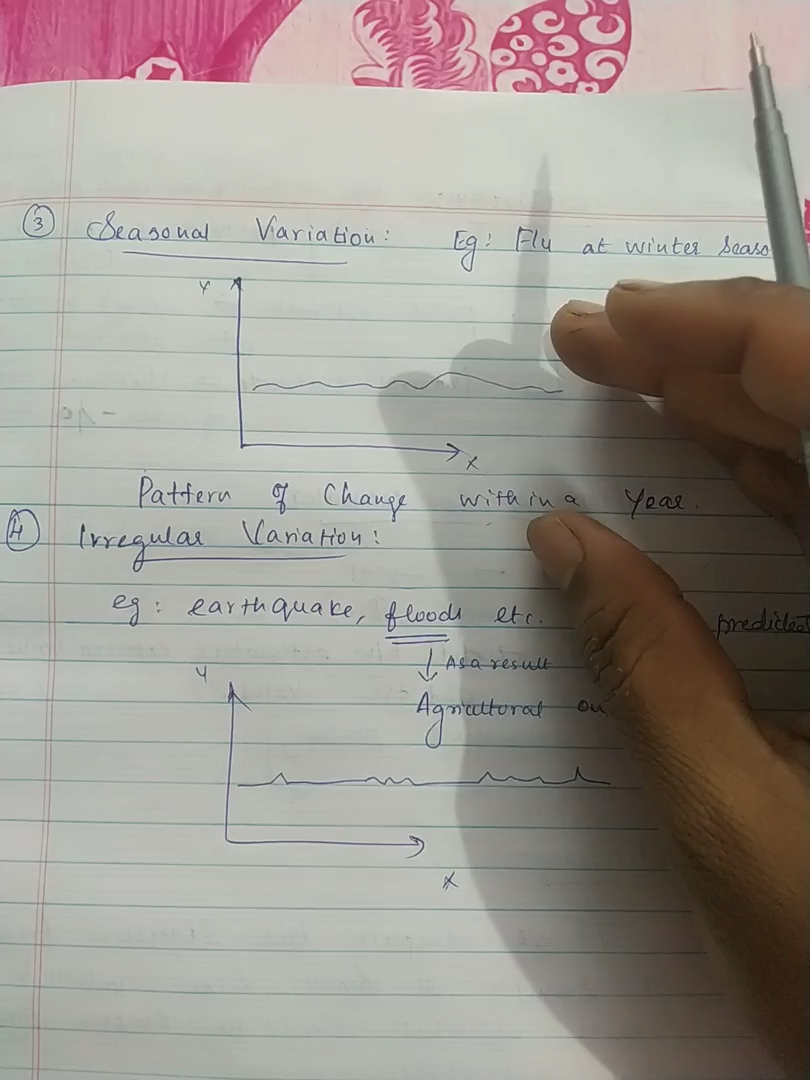 ③ Seasonal Variation: Eg: Flu at winter Seaso
Y
X
Pattern of Change within a Year.
④ Irregular Variation:
eg: earthquake, floods etc.
predicted
↓ As a result
Agricultural ou
Y
X